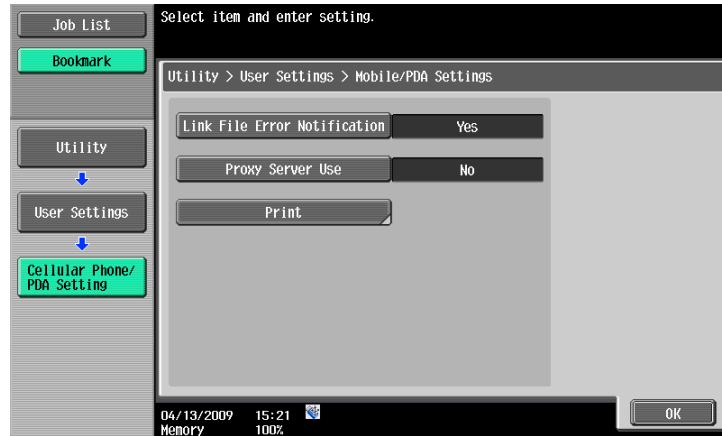 Job List
Bookmark
Utility
User Settings
Cellular Phone/
PDA Setting
Select item and enter setting.
Utility > User Settings > Mobile/PDA Settings
Link File Error Notification Yes
Proxy Server Use No
Print
04/13/2009 15:21
Memory 100%
OK